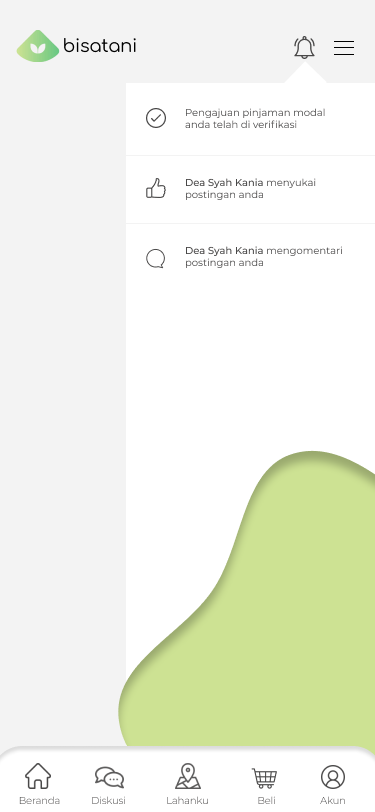 bisatani
Pengajuan pinjaman modal
anda telah di verifikasi
Dea Syah Kania menyukai
postingan anda
Dea Syah Kania mengomentari
postingan anda
Beranda
Diskusi
Lahanku
Beli
Akun